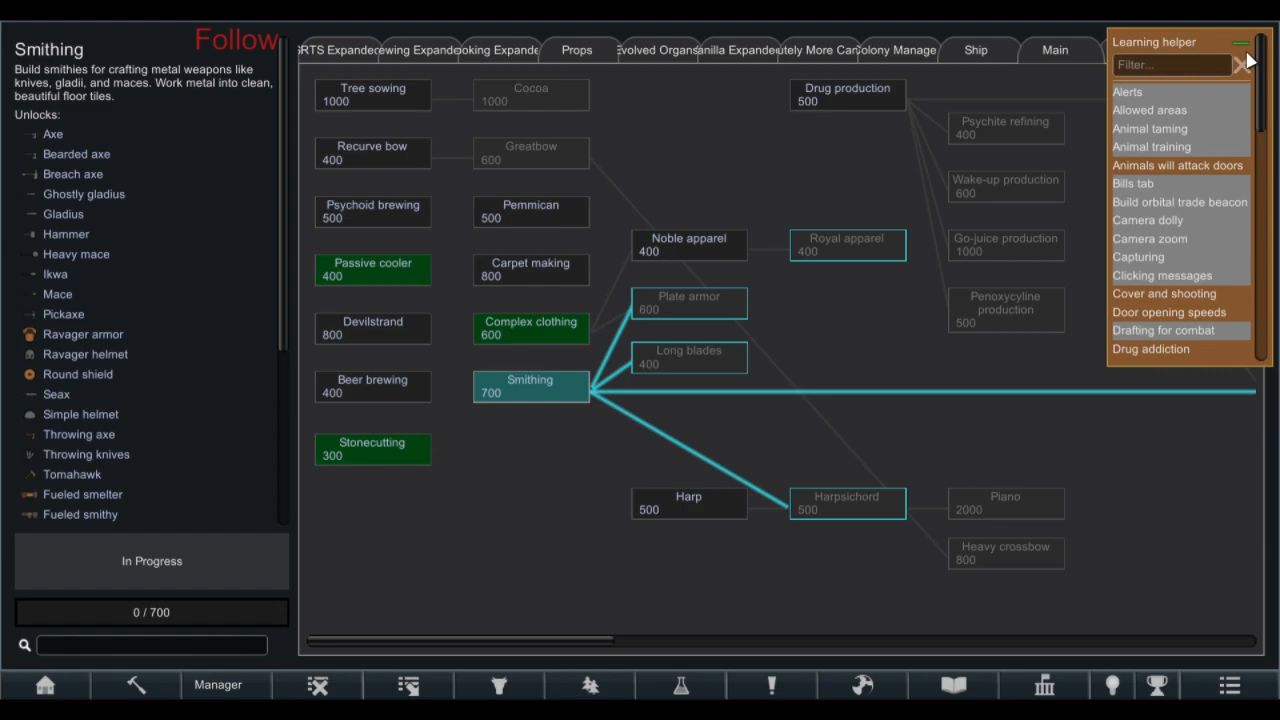 Smithing
Follow
Build smithies for crafting metal weapons like
knives, gladii, and maces. Work metal into clean,
beautiful floor tiles.
Unlocks:
Axe
Bearded axe
Breach axe
Ghostly gladius
Gladius
Hammer
Heavy mace
Ikwa
Mace
Pickaxe
Ravager armor
Ravager helmet
Round shield
Seax
Simple helmet
Throwing axe
Throwing knives
Tomahawk
Fueled smelter
Fueled smithy
In Progress
0 / 700
Props
Ship
Main
Tree sowing
1000
Cocoa
1000
Drug production
500
Psychite refining
400
Recurve bow
400
Greatbow
600
Wake-up production
600
Psychoid brewing
500
Pemmican
500
Noble apparel
400
Royal apparel
400
Go-juice production
1000
Passive cooler
400
Carpet making
800
Plate armor
600
Penoxycyline
production
500
Devilstrand
800
Complex clothing
600
Long blades
400
Beer brewing
400
Smithing
700
Stonecutting
300
Harp
500
Harpsichord
500
Piano
2000
Heavy crossbow
800
Learning helper
Filter...
Alerts
Allowed areas
Animal taming
Animal training
Animals will attack doors
Bills tab
Build orbital trade beacon
Camera dolly
Camera zoom
Capturing
Clicking messages
Cover and shooting
Door opening speeds
Drafting for combat
Drug addiction
Manager